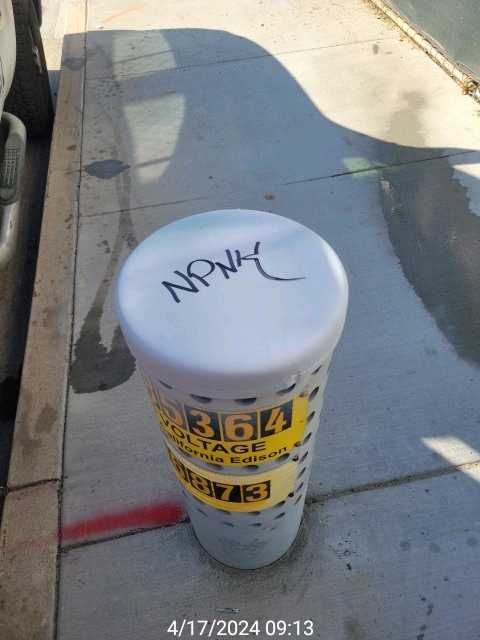 NPNK
5364
VOLTAGE
California Edison
873
4/17/2024 09:13